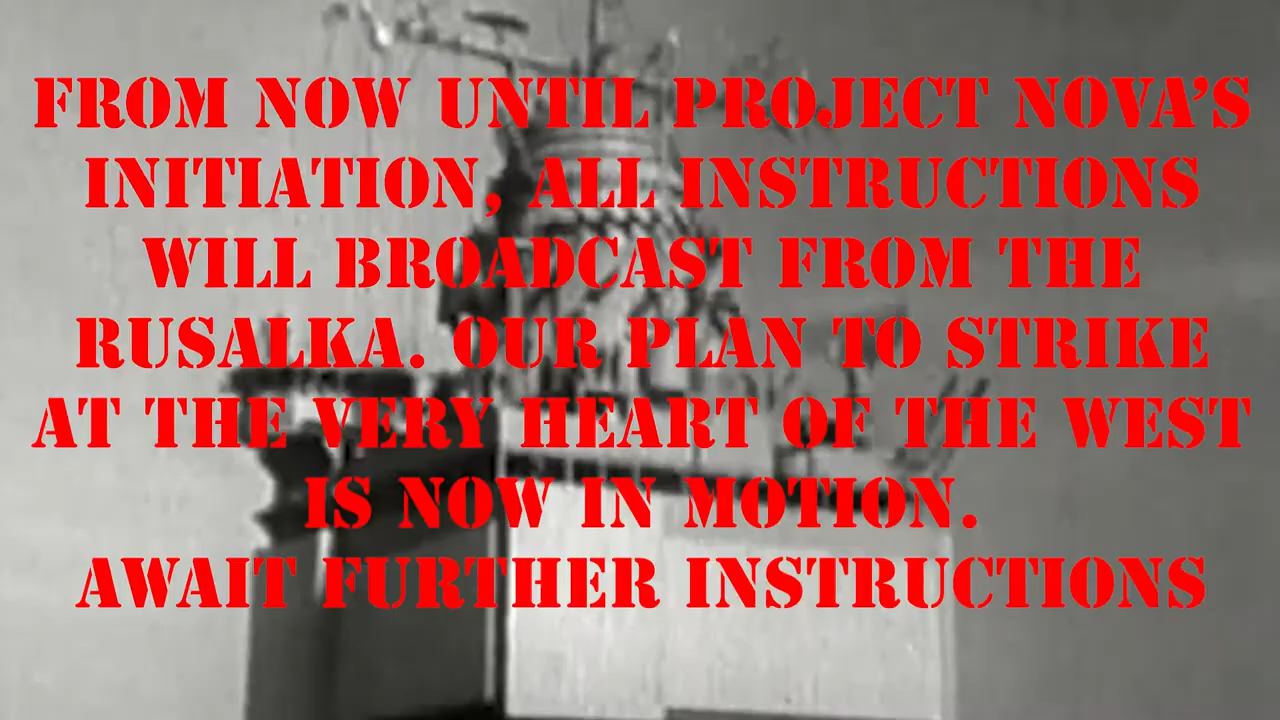 FROM NOW UNTIL PROJECT NOVA'S
INITIATION, ALL INSTRUCTIONS
WILL BROADCAST FROM THE
RUSALKA. OUR PLAN TO STRIKE
AT THE VERY HEART OF THE WEST
IS NOW IN MOTION.
AWAIT FURTHER INSTRUCTIONS